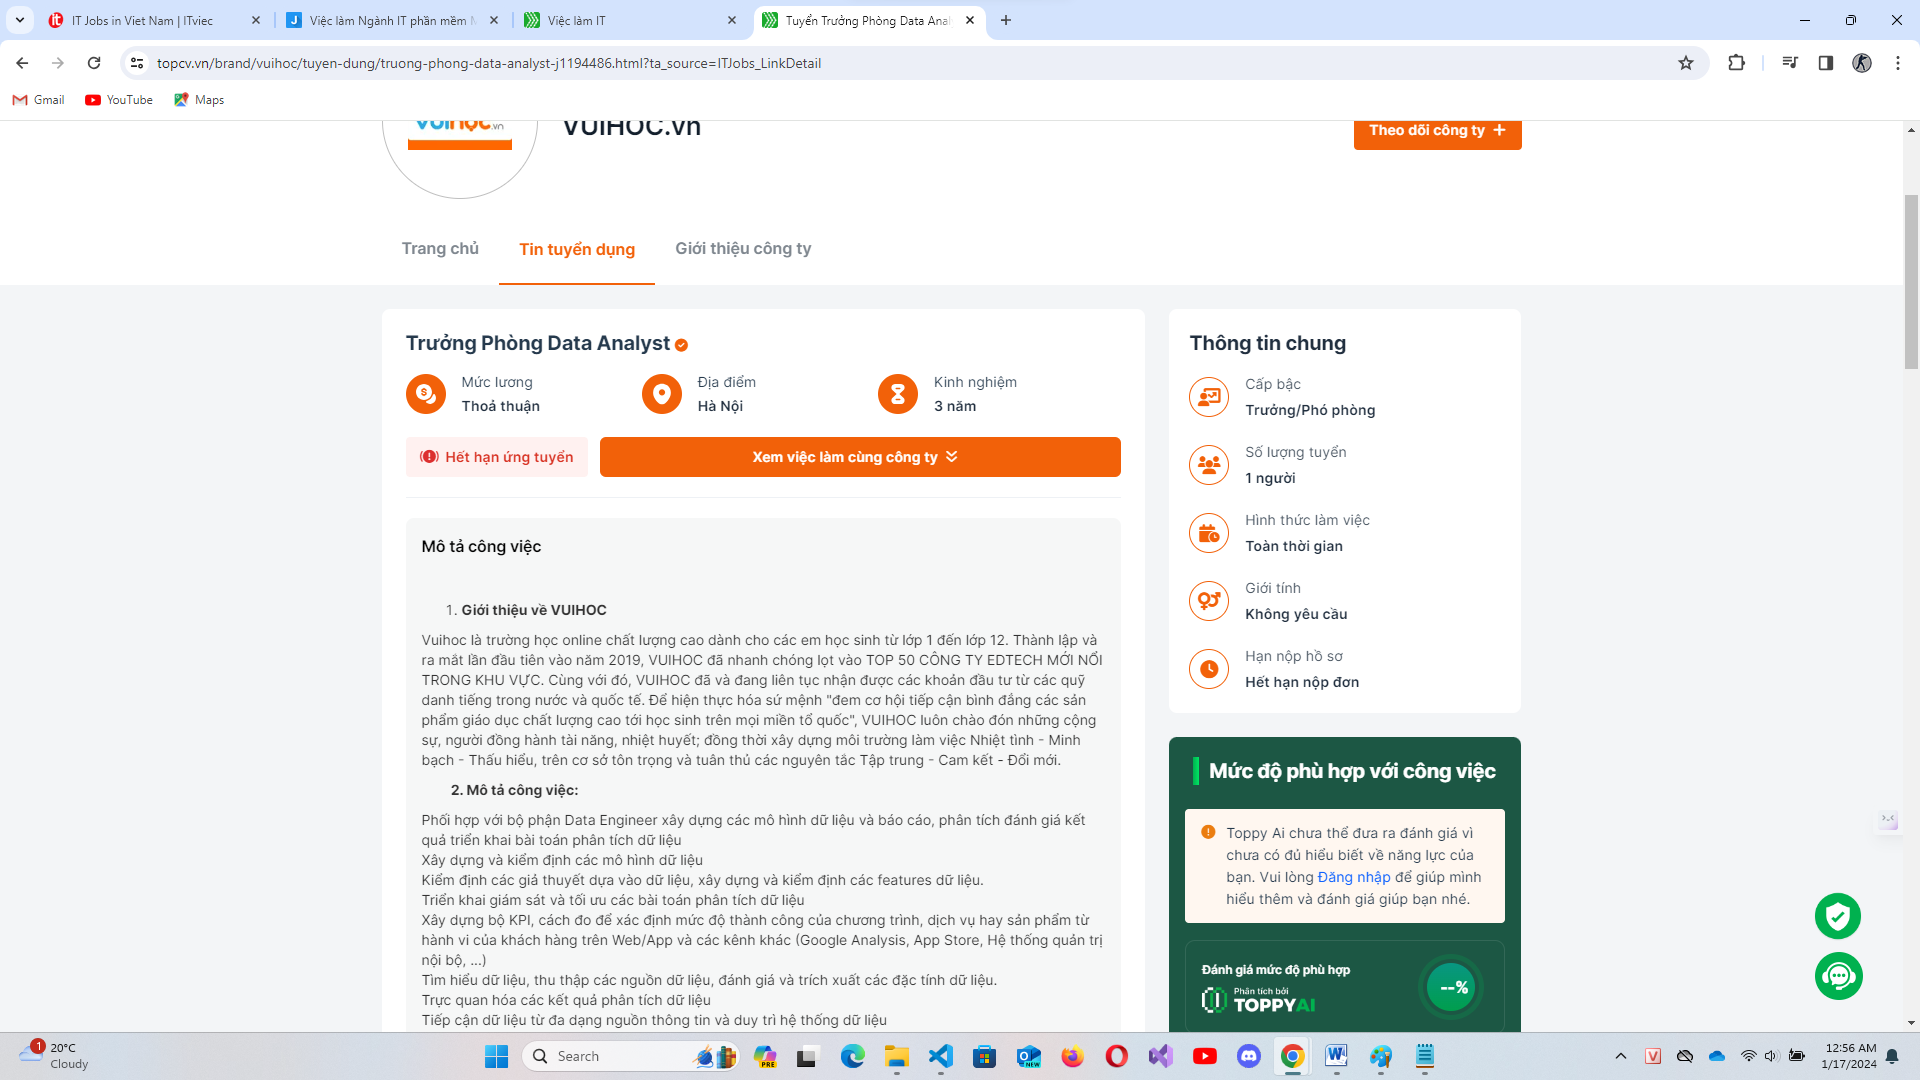 IT Jobs in Viet Nam | ITviec
Việc làm Ngành IT phần mềm
Việc làm IT
Tuyển Trưởng Phòng Data Anal
topcv.vn/brand/vuihoc/tuyen-dung/truong-phong-data-analyst-j1194486.html?ta_source=ITJobs_LinkDetail
Gmail
YouTube
Maps
VUIHOC.vn
Theo dõi công ty +
Trang chủ
Tin tuyển dụng
Giới thiệu công ty
Trưởng Phòng Data Analyst
Mức lương
Thoả thuận
Địa điểm
Hà Nội
Kinh nghiệm
3 năm
Hết hạn ứng tuyển
Xem việc làm cùng công ty
Mô tả công việc
1. Giới thiệu về VUIHOC
Vuihoc là trường học online chất lượng cao dành cho các em học sinh từ lớp 1 đến lớp 12. Thành lập và
ra mắt lần đầu tiên vào năm 2019, VUIHOC đã nhanh chóng lọt vào TOP 50 CÔNG TY EDTECH MỚI NỔI
TRONG KHU VỰC. Cùng với đó, VUIHOC đã và đang liên tục nhận được các khoản đầu tư từ các quỹ
danh tiếng trong nước và quốc tế. Để hiện thực hóa sứ mệnh "đem cơ hội tiếp cận bình đẳng các sản
phẩm giáo dục chất lượng cao tới học sinh trên mọi miền tổ quốc", VUIHOC luôn chào đón những cộng
sự, người đồng hành tài năng, nhiệt huyết; đồng thời xây dựng môi trường làm việc Nhiệt tình - Minh
bạch - Thấu hiểu, trên cơ sở tôn trọng và tuân thủ các nguyên tắc Tập trung - Cam kết - Đổi mới.
2. Mô tả công việc:
Phối hợp với bộ phận Data Engineer xây dựng các mô hình dữ liệu và báo cáo, phân tích đánh giá kết
quả triển khai bài toán phân tích dữ liệu
Xây dựng và kiểm định các mô hình dữ liệu
Kiểm định các giả thuyết dựa vào dữ liệu, xây dựng và kiểm định các features dữ liệu.
Triển khai giám sát và tối ưu các bài toán phân tích dữ liệu
Xây dựng bộ KPI, cách đo để xác định mức độ thành công của chương trình, dịch vụ hay sản phẩm từ
hành vi của khách hàng trên Web/App và các kênh khác (Google Analysis, App Store, Hệ thống quản trị
nội bộ, ...)
Tìm hiểu dữ liệu, thu thập các nguồn dữ liệu, đánh giá và trích xuất các đặc tính dữ liệu.
Trực quan hóa các kết quả phân tích dữ liệu
Tiếp cận dữ liệu từ đa dạng nguồn thông tin và duy trì hệ thống dữ liệu
Thông tin chung
Cấp bậc
Trưởng/Phó phòng
Số lượng tuyển
1 người
Hình thức làm việc
Toàn thời gian
Giới tính
Không yêu cầu
Hạn nộp hồ sơ
Hết hạn nộp đơn
Mức độ phù hợp với công việc
Toppy Ai chưa thể đưa ra đánh giá vì
chưa có đủ hiểu biết về năng lực của
bạn. Vui lòng Đăng nhập để giúp mình
hiểu thêm và đánh giá giúp bạn nhé.
Đánh giá mức độ phù hợp
Phân tích bởi
TOPPY AI
--%
1
20°C
Cloudy
Search
PRE
NEW
12:56 AM
1/17/2024